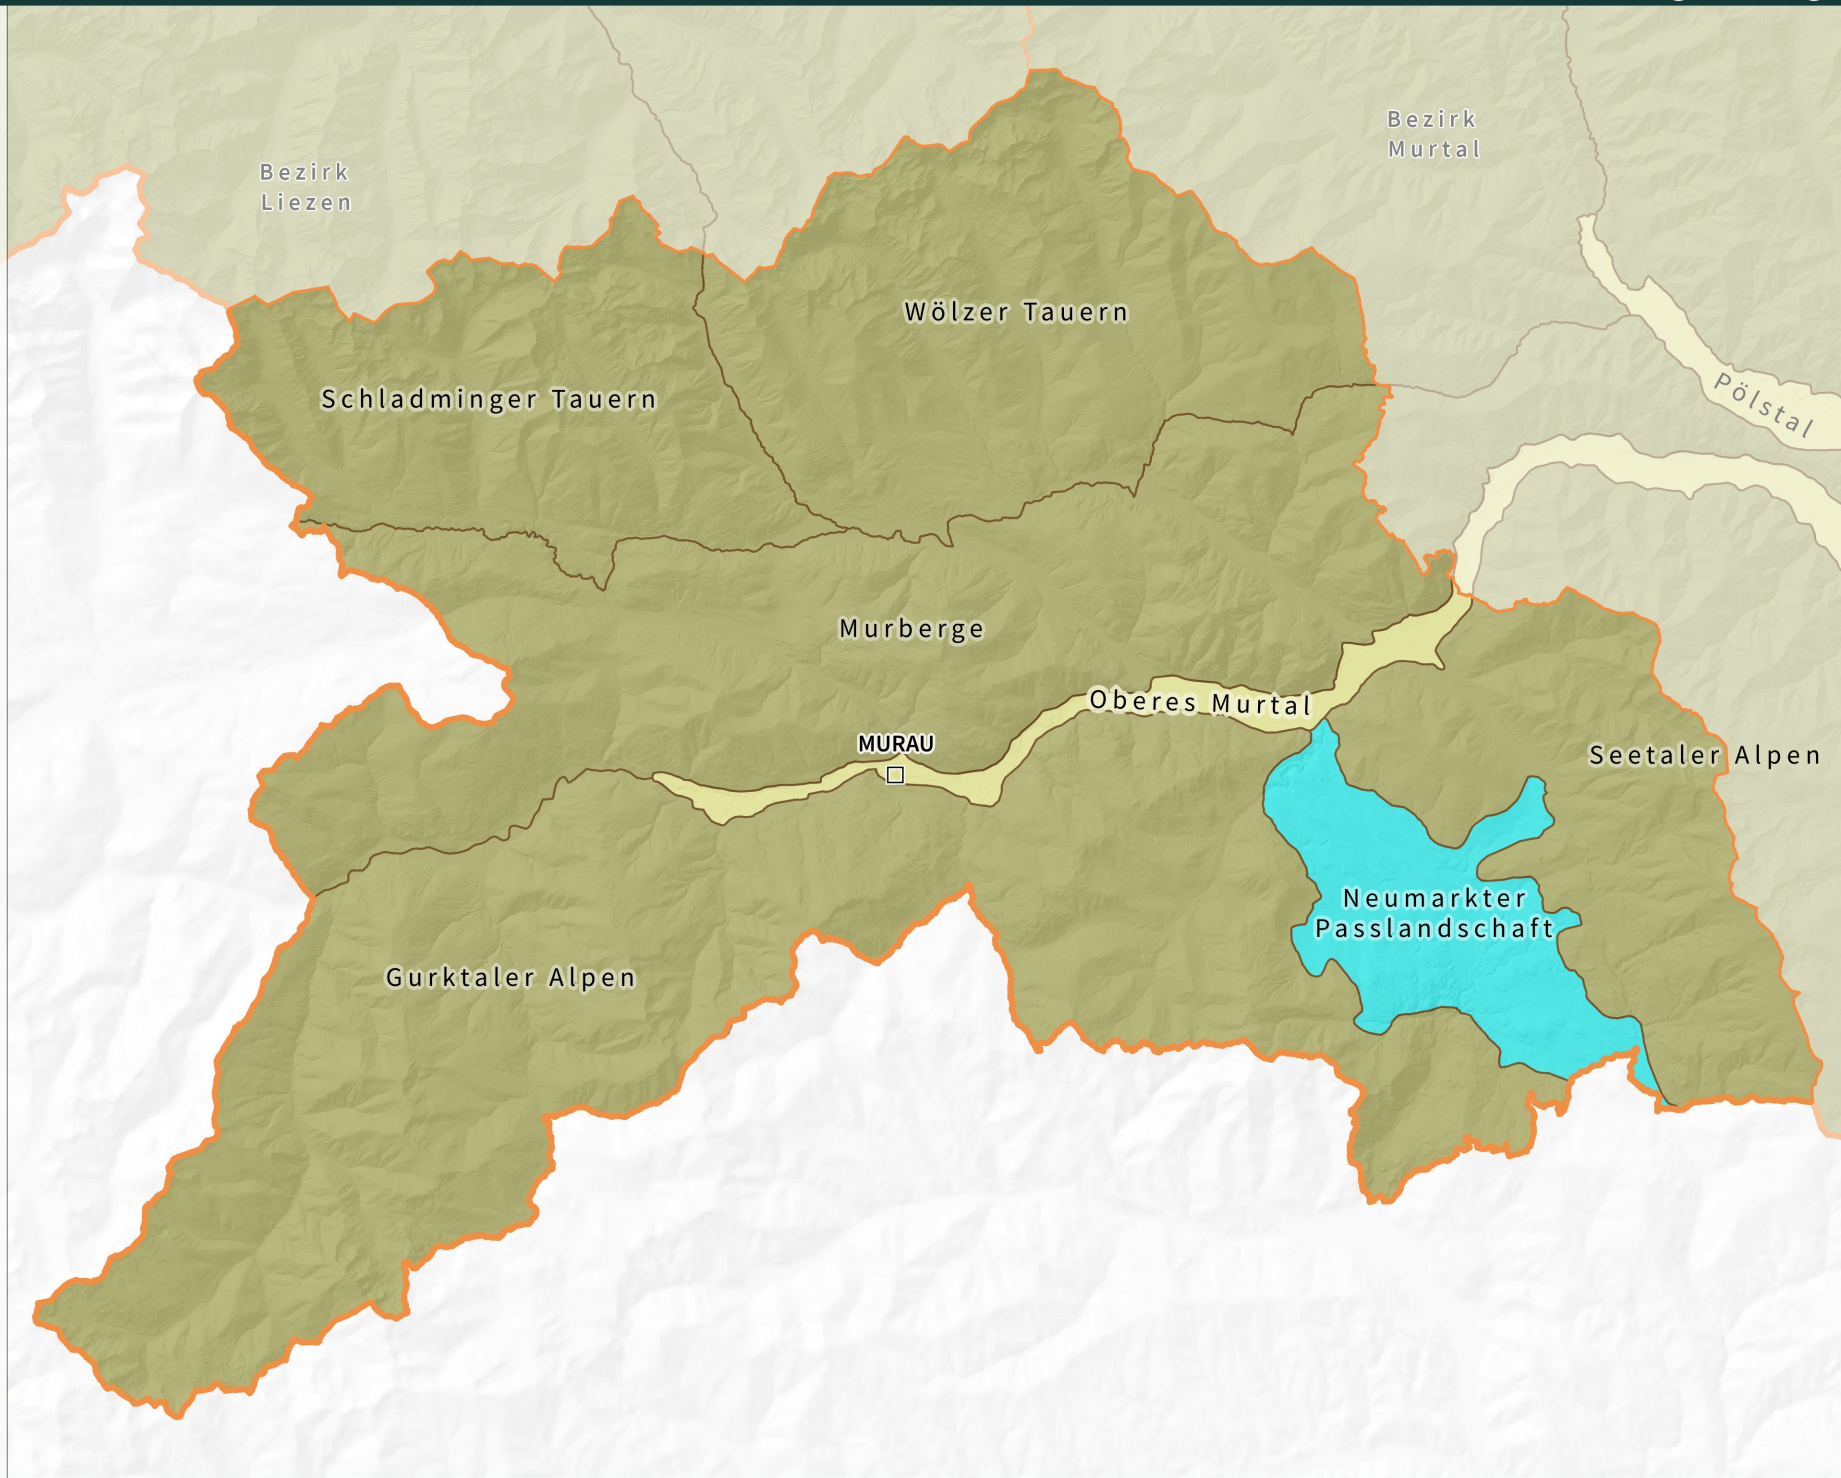 Bezirk
Murtal
Bezirk
Liezen
Wölzer Tauern
Schladminger Tauern
Pölstal
Murberge
Oberes Murtal
MURAU
Seetaler Alpen
Neumarkter
Passlandschaft
Gurktaler Alpen